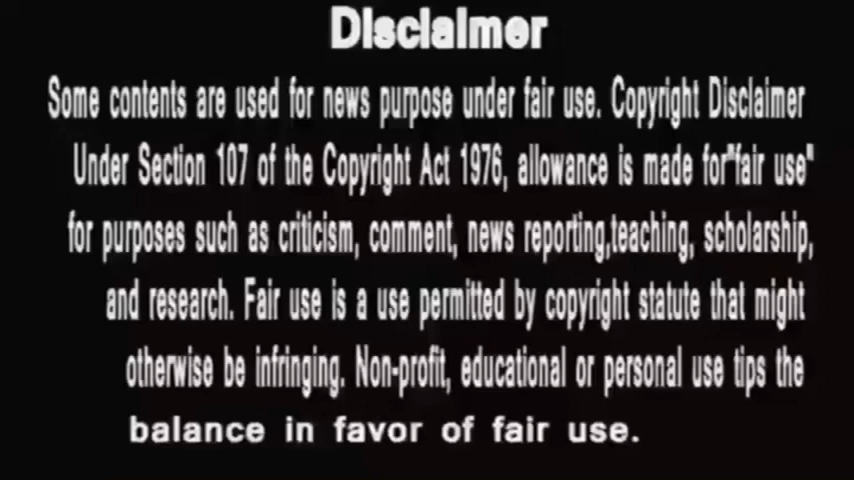 Disclaimer
Some contents are used for news purpose under fair use. Copyright Disclaimer
Under Section 107 of the Copyright Act 1976, allowance is made for"fair use"
for purposes such as criticism, comment, news reporting,teaching, scholarship,
and research. Fair use is a use permitted by copyright statute that might
otherwise be infringing. Non-profit, educational or personal use tips the
balance in favor of fair use.